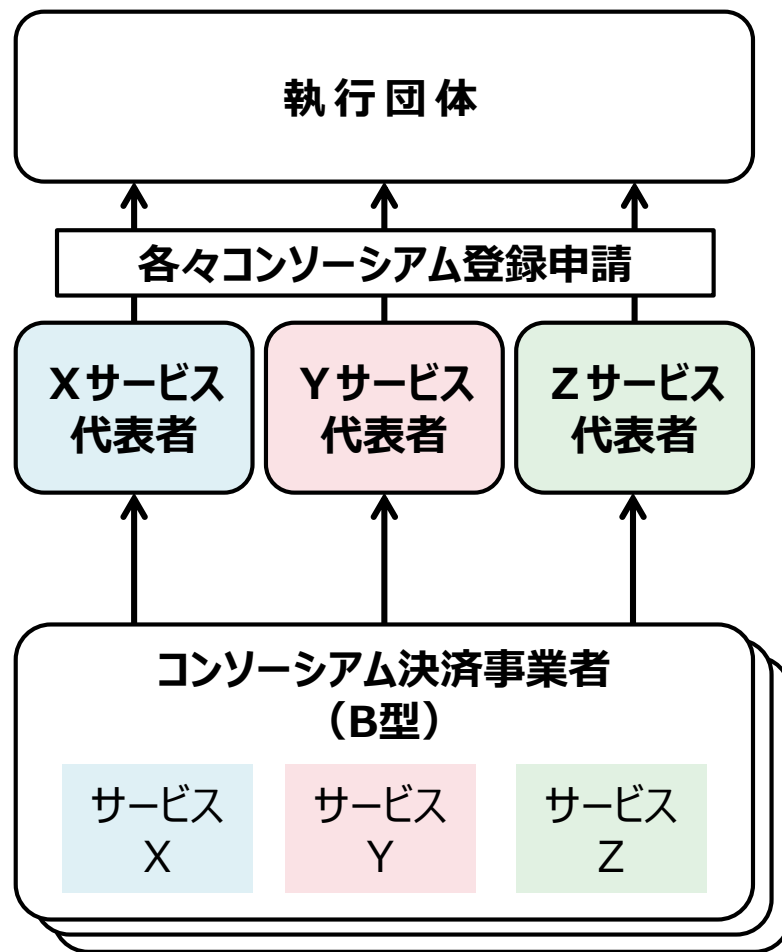 執行団体
各々コンソーシアム登録申請
Xサービス
代表者
Yサービス
代表者
Zサービス
代表者
コンソーシアム決済事業者
（B型）
サービス
X
サービス
Y
サービス
Z